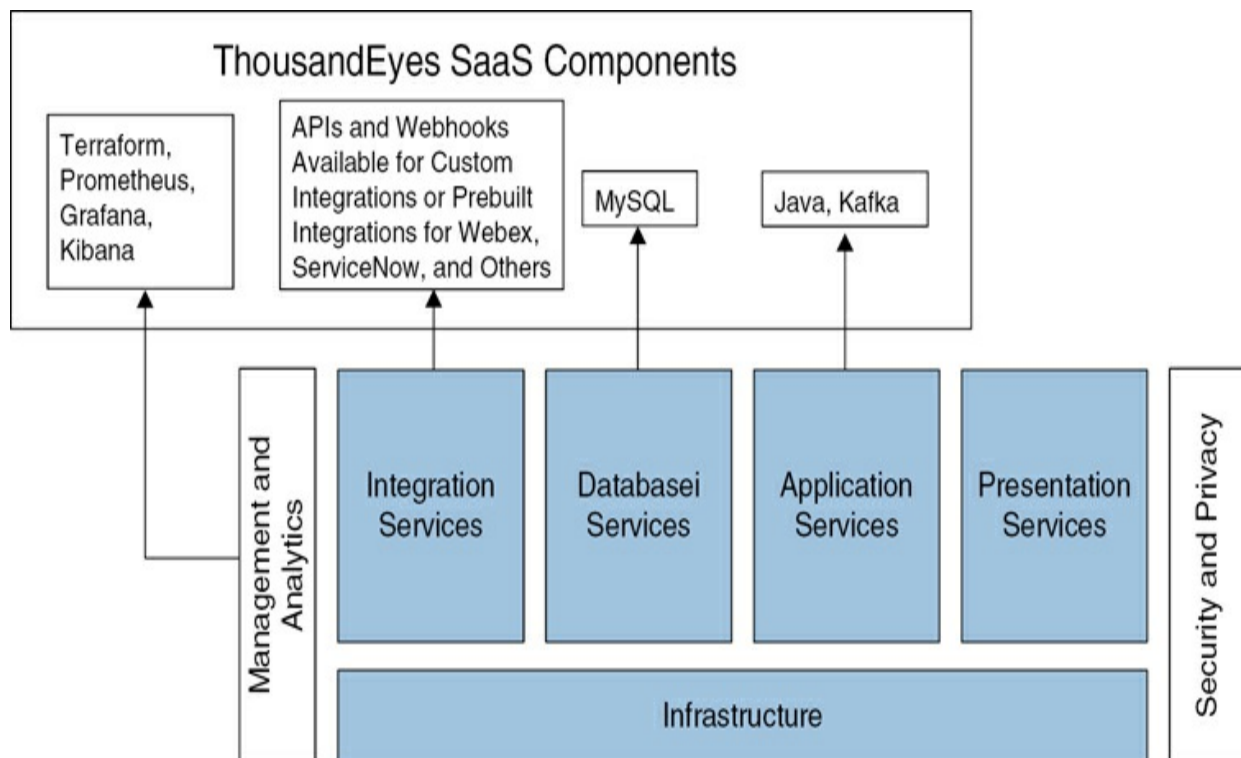 ThousandEyes SaaS Components
Terraform,
Prometheus,
Grafana,
Kibana
APIs and Webhooks
Available for Custom
Integrations or Prebuilt
Integrations for Webex,
ServiceNow, and Others
MySQL
Java, Kafka
Management and
Analytics
Integration
Services
Databasei
Services
Application
Services
Presentation
Services
Security and Privacy
Infrastructure